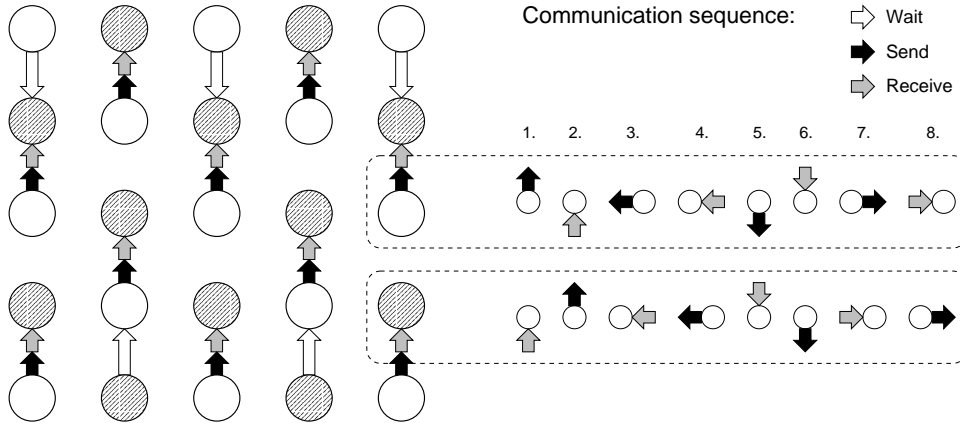 Communication sequence:
Wait
Send
Receive
1. 2. 3. 4. 5. 6. 7. 8.